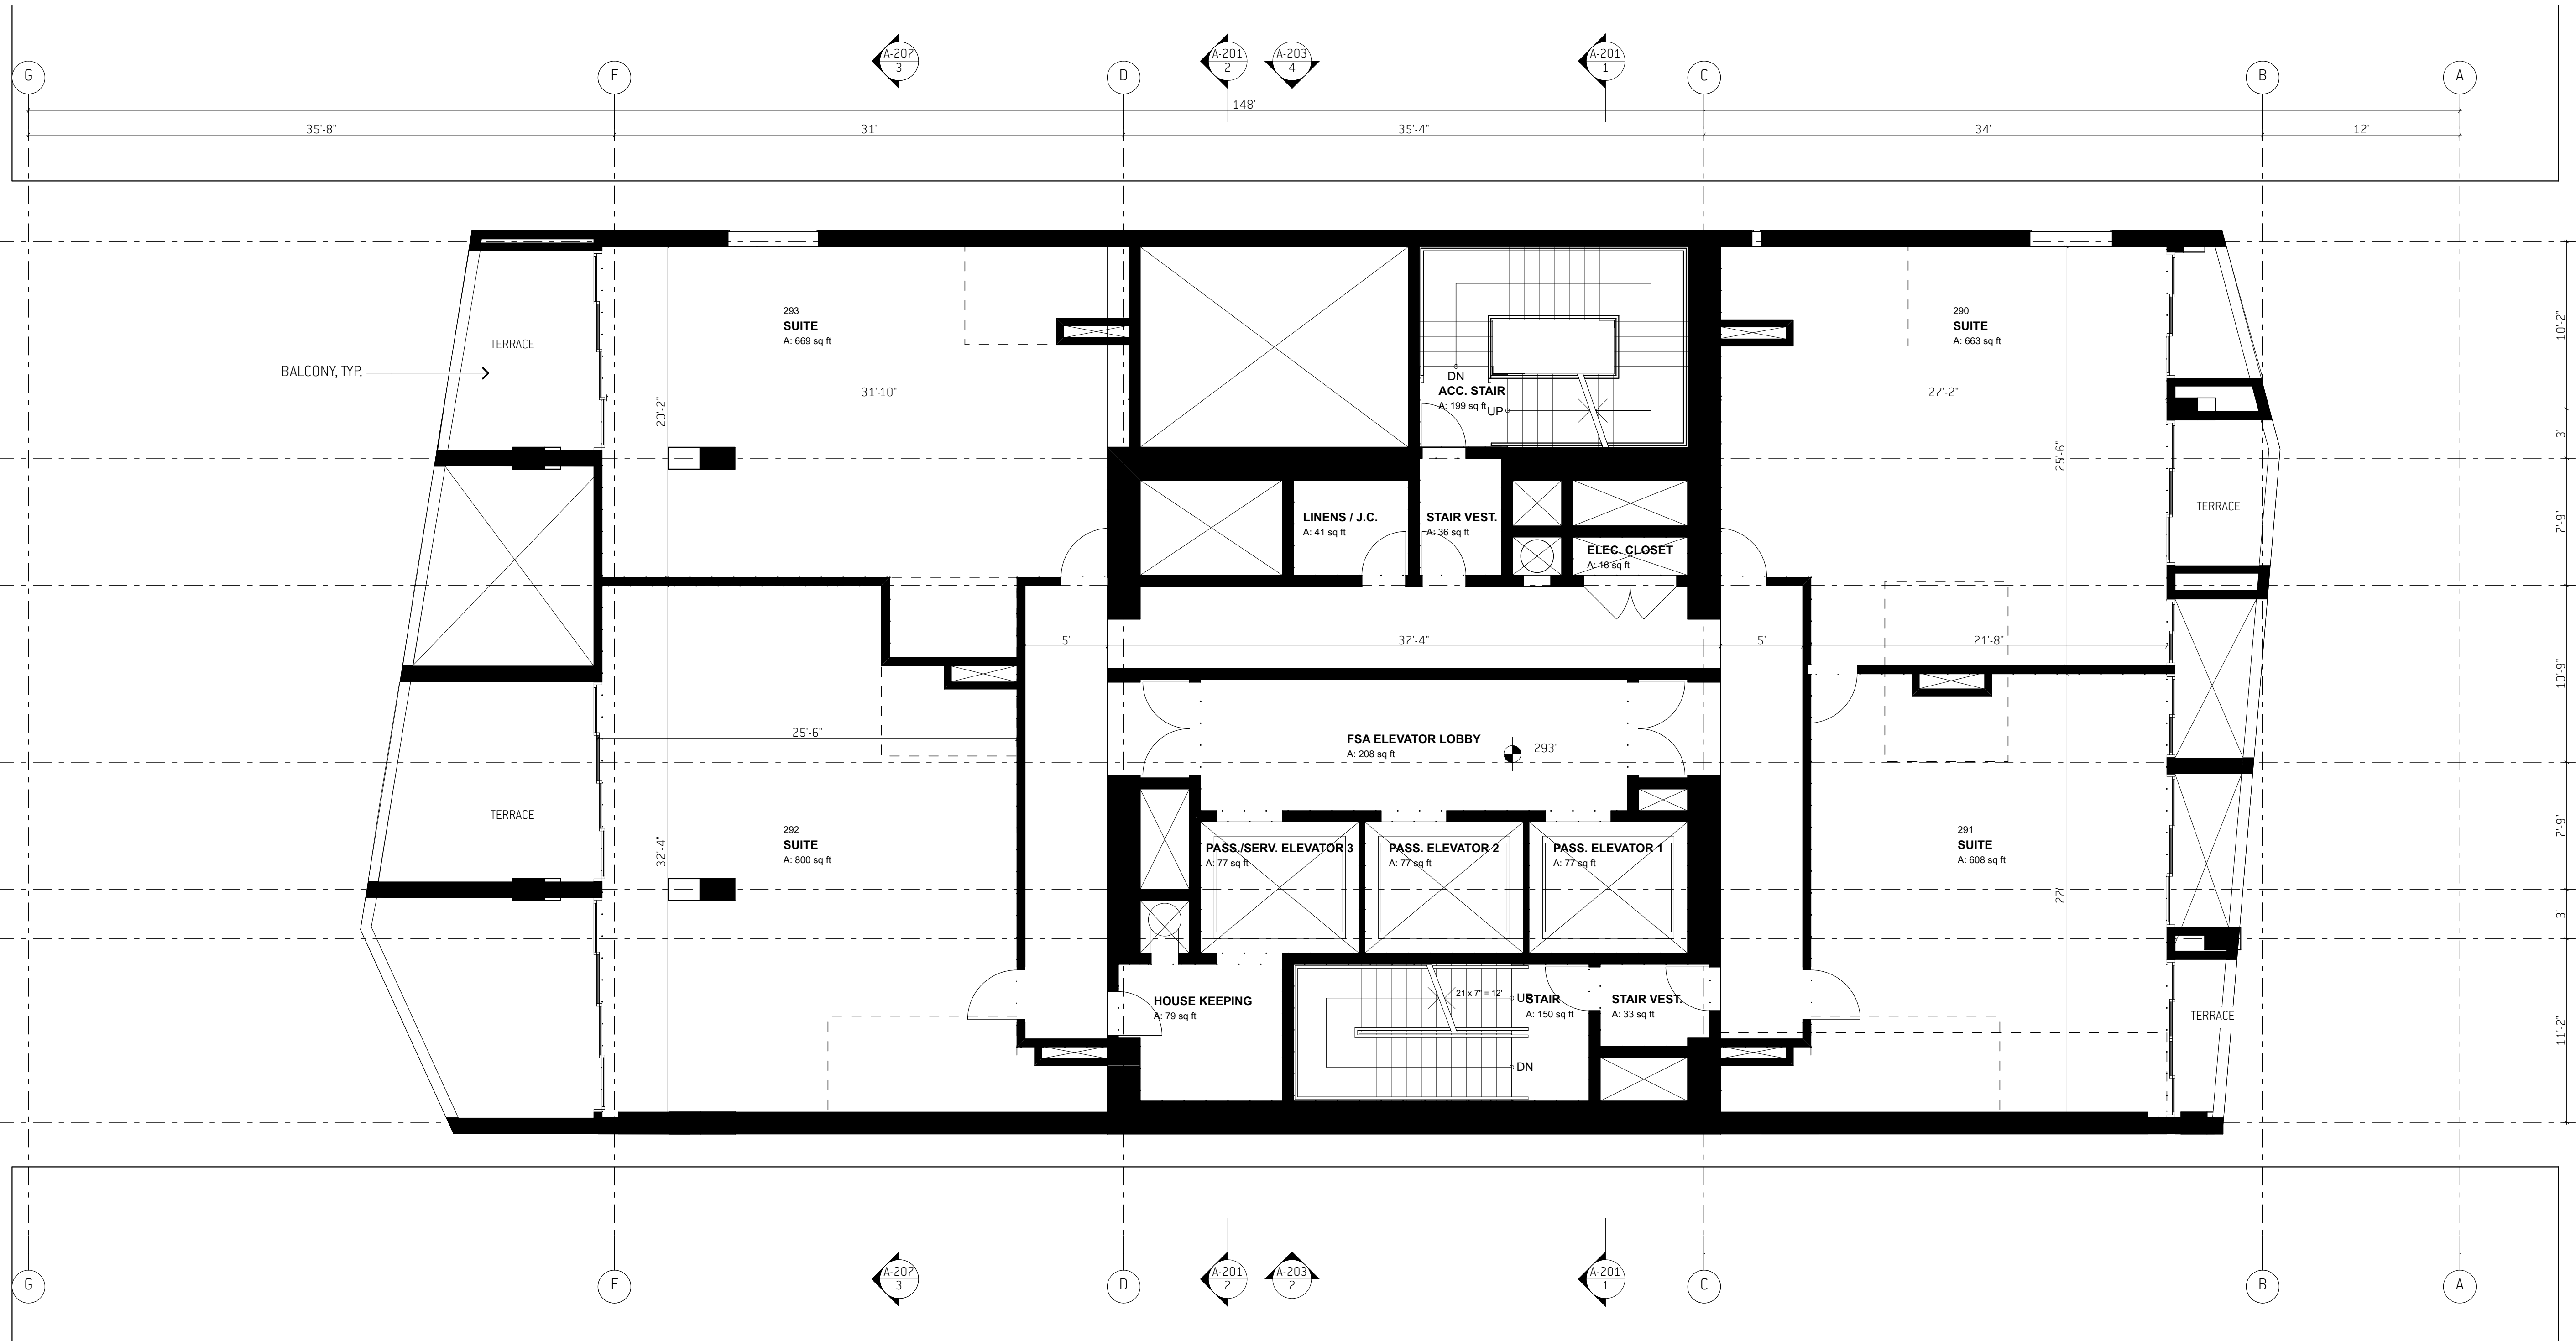 A-207
3
A-201
2
A-203
4
A-201
1
G
F
D
C
B
A
148'
35'-8"
31'
35'-4"
34'
12'
293
SUITE
A: 669 sq ft
TERRACE
BALCONY, TYP.
31'-10"
20'-2"
DN
ACC. STAIR
A: 199 sq ft
UP
290
SUITE
A: 663 sq ft
27'-2"
25'-6"
10'-2"
3'
7'-9"
10'-9"
7'-9"
3'
11'-2"
TERRACE
LINENS / J.C.
A: 41 sq ft
STAIR VEST.
A: 36 sq ft
ELEC. CLOSET
A: 16 sq ft
5'
37'-4"
5'
21'-8"
25'-6"
FSA ELEVATOR LOBBY
A: 208 sq ft
293'
TERRACE
292
SUITE
A: 800 sq ft
32'-4"
PASS./SERV. ELEVATOR 3
A: 77 sq ft
PASS. ELEVATOR 2
A: 77 sq ft
PASS. ELEVATOR 1
A: 77 sq ft
291
SUITE
A: 608 sq ft
27'
HOUSE KEEPING
A: 79 sq ft
21 x 7" = 12'
UP
STAIR
A: 150 sq ft
STAIR VEST.
A: 33 sq ft
DN
TERRACE
A-207
3
A-201
2
A-203
2
A-201
1
G
F
D
C
B
A